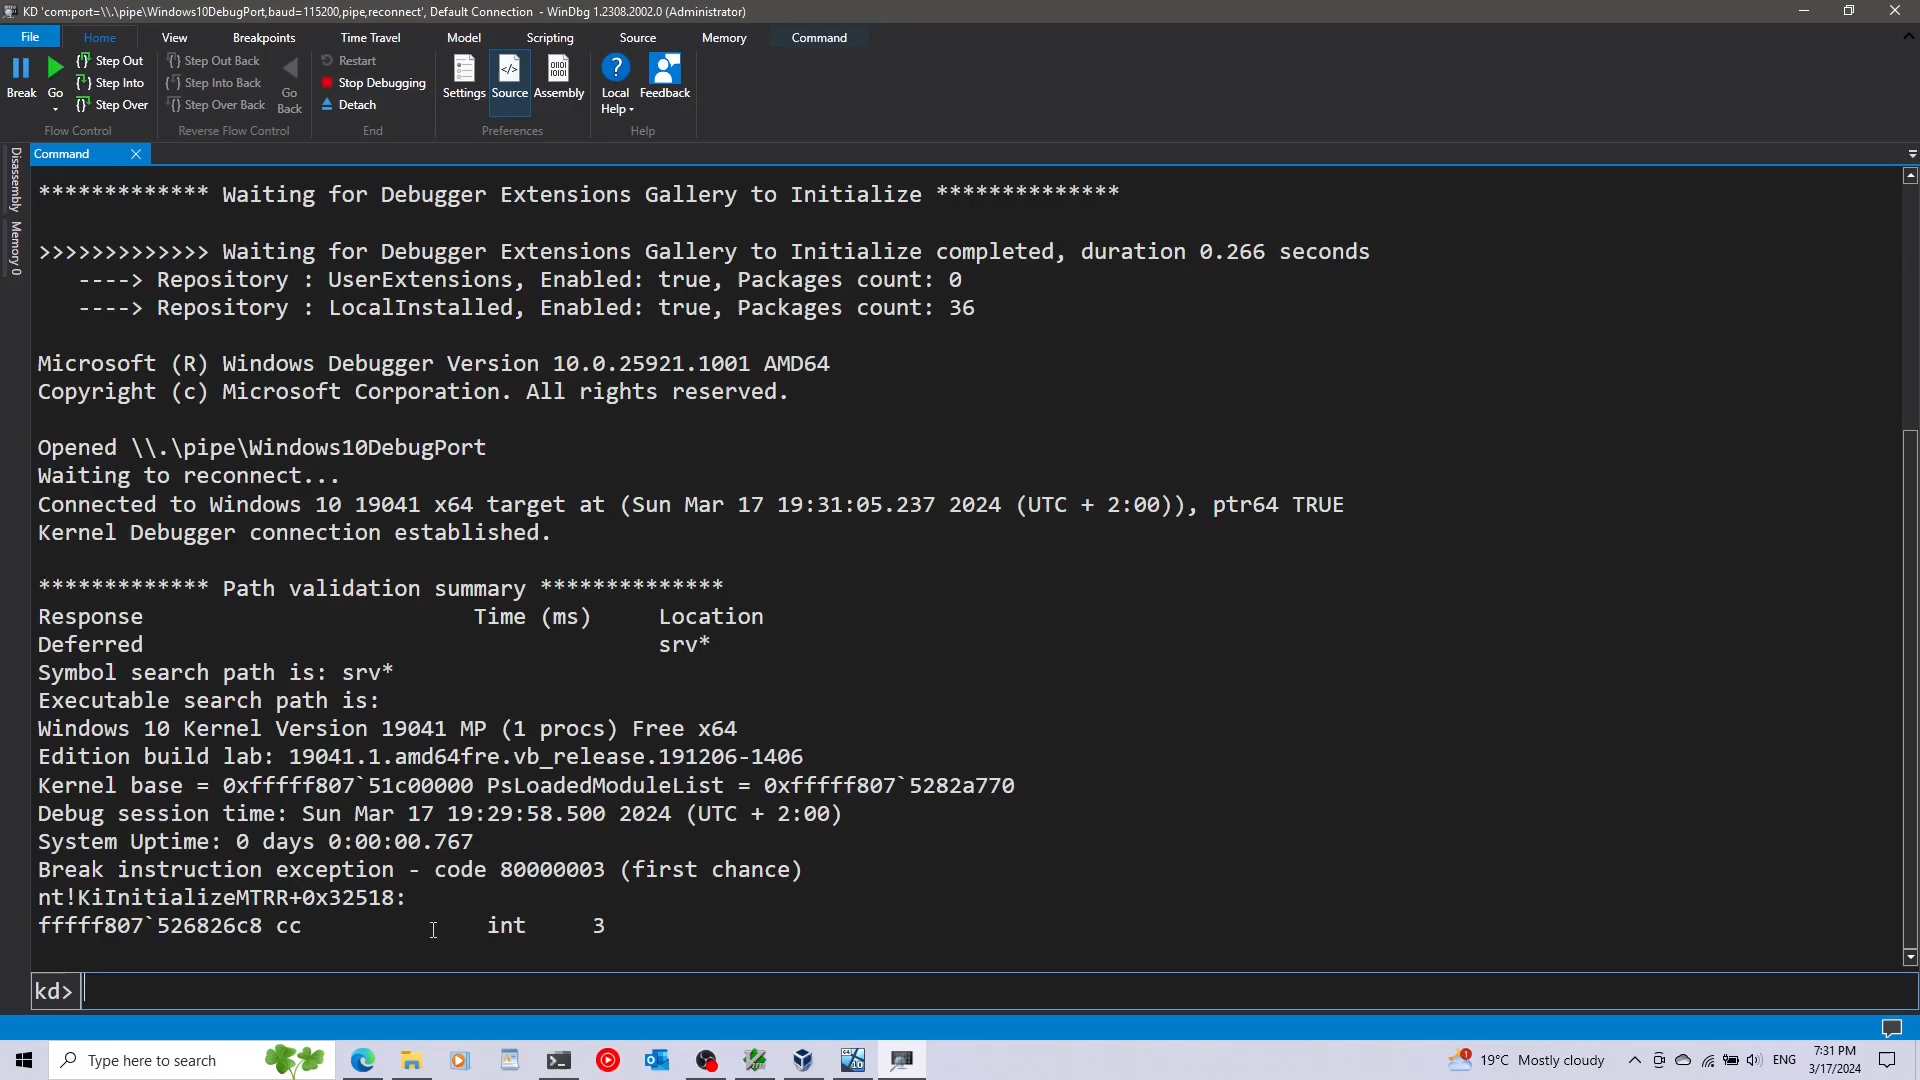 KD 'com:port=\\.\pipe\Windows10DebugPort,baud=115200,pipe,reconnect', Default Connection - WinDbg 1.2308.2002.0 (Administrator)
File Home View Breakpoints Time Travel Model Scripting Source Memory Command
Break
Go
Step Out
Step Into
Step Over
Flow Control
Step Out Back
Step Into Back
Step Over Back
Go Back
Reverse Flow Control
Restart
Stop Debugging
Detach
End
Settings
Source
Assembly
Preferences
Local Help
Feedback
Help
Disassembly
Memory 0
Command
************* Waiting for Debugger Extensions Gallery to Initialize **************
>>>>>>>>>>>>> Waiting for Debugger Extensions Gallery to Initialize completed, duration 0.266 seconds
----> Repository : UserExtensions, Enabled: true, Packages count: 0
----> Repository : LocalInstalled, Enabled: true, Packages count: 36
Microsoft (R) Windows Debugger Version 10.0.25921.1001 AMD64
Copyright (c) Microsoft Corporation. All rights reserved.
Opened \\.\pipe\Windows10DebugPort
Waiting to reconnect...
Connected to Windows 10 19041 x64 target at (Sun Mar 17 19:31:05.237 2024 (UTC + 2:00)), ptr64 TRUE
Kernel Debugger connection established.
************* Path validation summary **************
Response Time (ms) Location
Deferred srv*
Symbol search path is: srv*
Executable search path is:
Windows 10 Kernel Version 19041 MP (1 procs) Free x64
Edition build lab: 19041.1.amd64fre.vb_release.191206-1406
Kernel base = 0xfffff807`51c00000 PsLoadedModuleList = 0xfffff807`5282a770
Debug session time: Sun Mar 17 19:29:58.500 2024 (UTC + 2:00)
System Uptime: 0 days 0:00:00.767
Break instruction exception - code 80000003 (first chance)
nt!KiInitializeMTRR+0x32518:
fffff807`526826c8 cc int 3
kd>
Type here to search
19°C Mostly cloudy
ENG
7:31 PM
3/17/2024